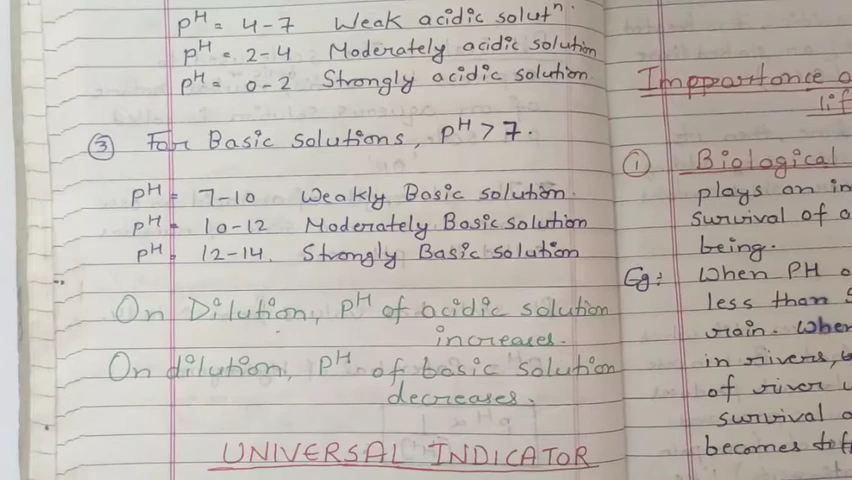 pH = 4-7 Weak acidic solutn
pH = 2-4 Moderately acidic solution
pH = 0-2 Strongly acidic solution
③ For Basic solutions, pH > 7.
pH = 7-10 Weakly Basic solution.
pH = 10-12 Moderately Basic solution
pH = 12-14. Strongly Basic solution
On Dilution, pH of acidic solution
increases.
On dilution, pH of basic solution
decreases.
UNIVERSAL INDICATOR
Imppartance
① Biological
plays an
survival of
being.
Eg: When PH
less than
rain. When
in rivers,
of river
survival
becomes